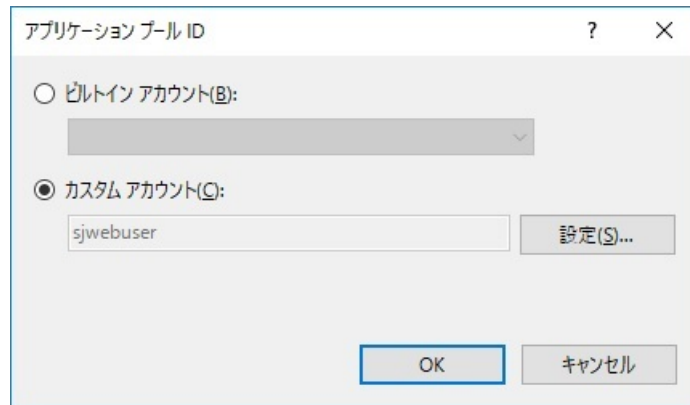 アプリケーション プール ID ?
ビルトイン アカウント(B):
カスタム アカウント(C):
sjwebuser 設定(S)...
OK キャンセル